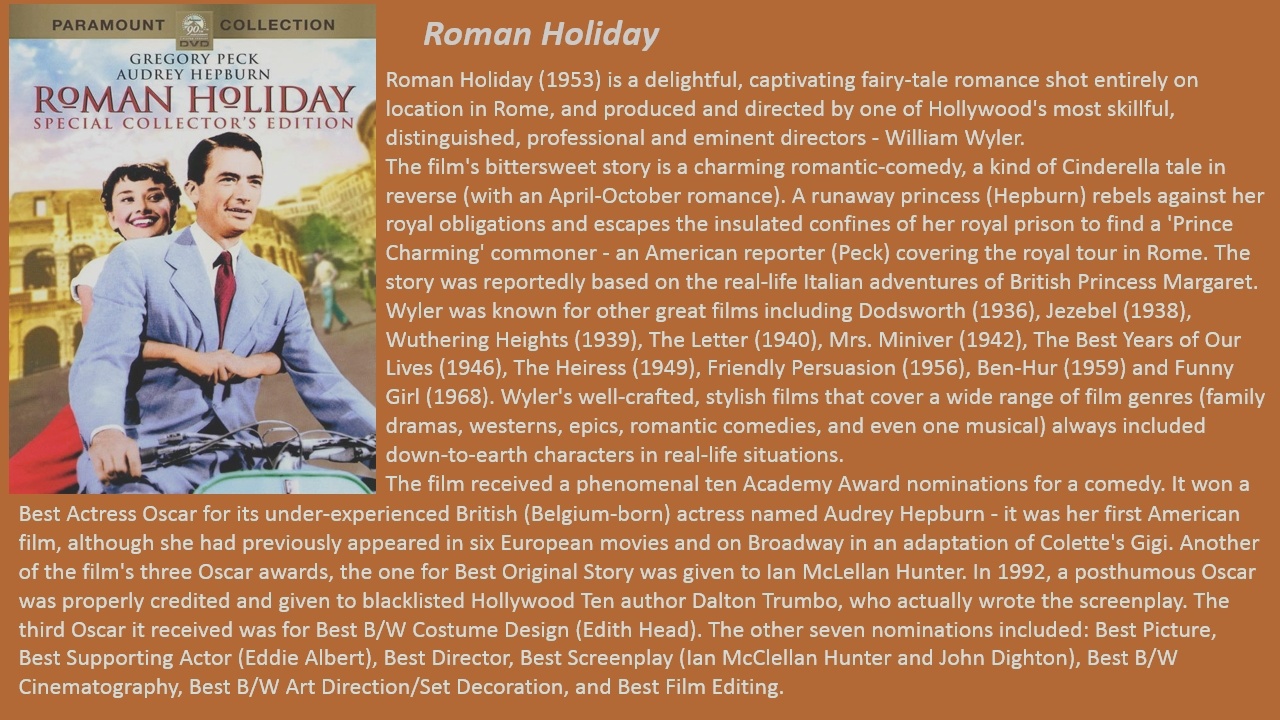 PARAMOUNT 90 DVD COLLECTION
GREGORY PECK
AUDREY HEPBURN
ROMAN HOLIDAY
SPECIAL COLLECTOR'S EDITION
Roman Holiday
Roman Holiday (1953) is a delightful, captivating fairy-tale romance shot entirely on
location in Rome, and produced and directed by one of Hollywood's most skillful,
distinguished, professional and eminent directors - William Wyler.
The film's bittersweet story is a charming romantic-comedy, a kind of Cinderella tale in
reverse (with an April-October romance). A runaway princess (Hepburn) rebels against her
royal obligations and escapes the insulated confines of her royal prison to find a 'Prince
Charming' commoner - an American reporter (Peck) covering the royal tour in Rome. The
story was reportedly based on the real-life Italian adventures of British Princess Margaret.
Wyler was known for other great films including Dodsworth (1936), Jezebel (1938),
Wuthering Heights (1939), The Letter (1940), Mrs. Miniver (1942), The Best Years of Our
Lives (1946), The Heiress (1949), Friendly Persuasion (1956), Ben-Hur (1959) and Funny
Girl (1968). Wyler's well-crafted, stylish films that cover a wide range of film genres (family
dramas, westerns, epics, romantic comedies, and even one musical) always included
down-to-earth characters in real-life situations.
The film received a phenomenal ten Academy Award nominations for a comedy. It won a
Best Actress Oscar for its under-experienced British (Belgium-born) actress named Audrey Hepburn - it was her first American
film, although she had previously appeared in six European movies and on Broadway in an adaptation of Colette's Gigi. Another
of the film's three Oscar awards, the one for Best Original Story was given to Ian McLellan Hunter. In 1992, a posthumous Oscar
was properly credited and given to blacklisted Hollywood Ten author Dalton Trumbo, who actually wrote the screenplay. The
third Oscar it received was for Best B/W Costume Design (Edith Head). The other seven nominations included: Best Picture,
Best Supporting Actor (Eddie Albert), Best Director, Best Screenplay (Ian McClellan Hunter and John Dighton), Best B/W
Cinematography, Best B/W Art Direction/Set Decoration, and Best Film Editing.